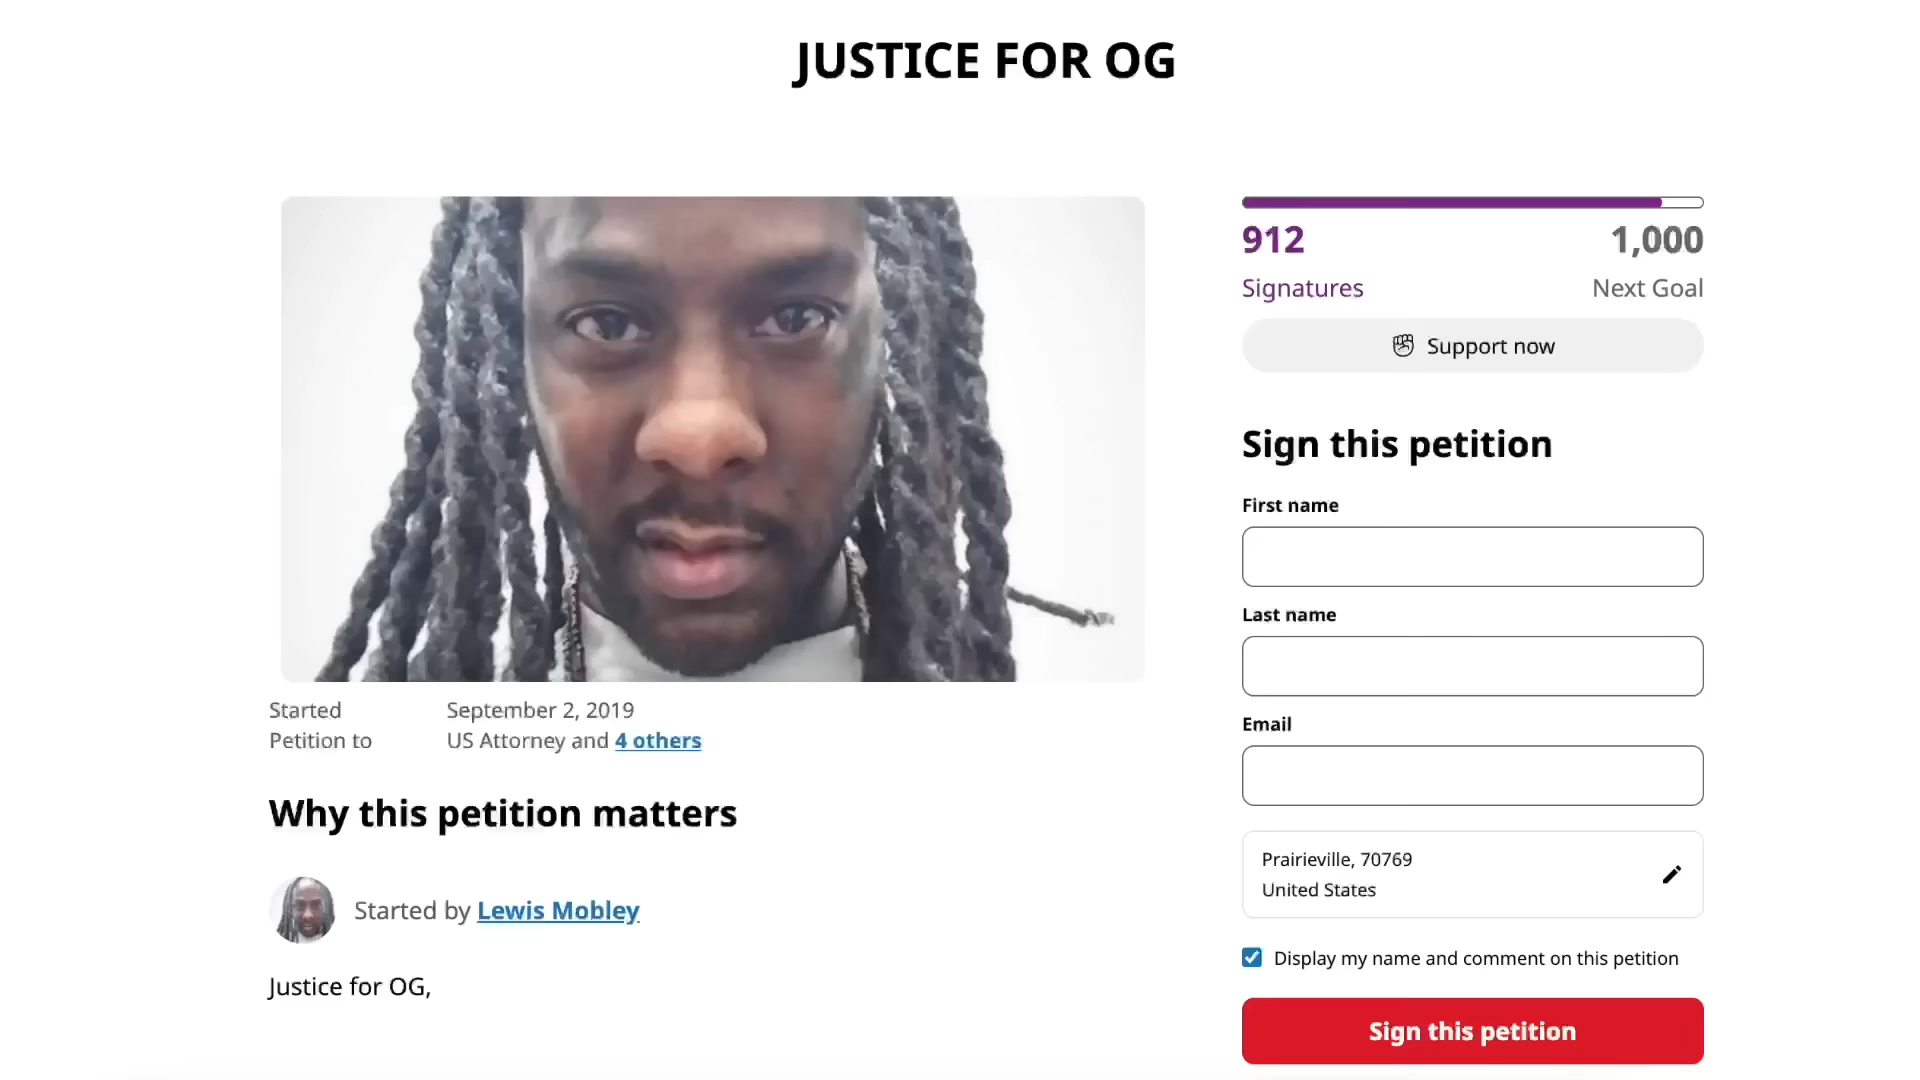 JUSTICE FOR OG
912
1,000
Signatures
Next Goal
Support now
Sign this petition
First name
Last name
Email
Prairieville, 70769
United States
Display my name and comment on this petition
Sign this petition
Started September 2, 2019
Petition to US Attorney and 4 others
Why this petition matters
Started by Lewis Mobley
Justice for OG,